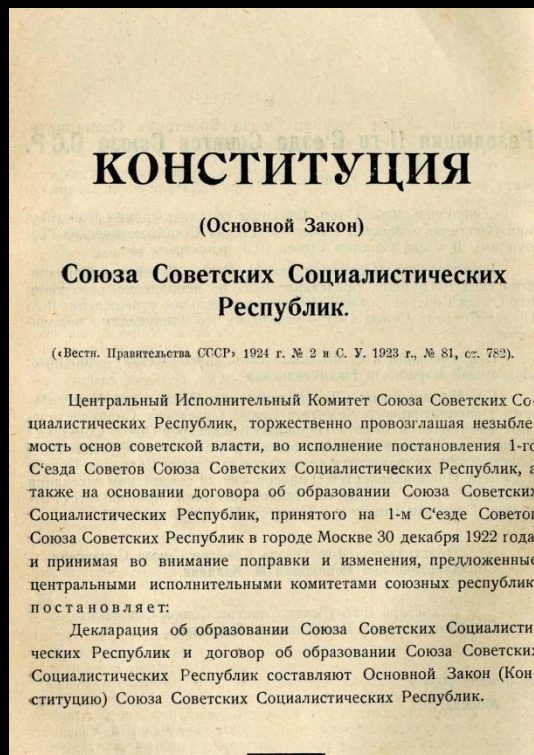 КОНСТИТУЦИЯ
(Основной Закон)
Союза Советских Социалистических
Республик.
(«Вестн. Правительства СССР» 1924 г. № 2 и С. У. 1923 г., № 81, ст. 782).
Центральный Исполнительный Комитет Союза Советских Со-
циалистических Республик, торжественно провозглашая незыбле
мость основ советской власти, во исполнение постановления 1-го
С‘езда Советов Союза Советских Социалистических Республик, а
также на основании договора об образовании Союза Советских
Социалистических Республик, принятого на 1-м С‘езде Советов
Союза Советских Республик в городе Москве 30 декабря 1922 года
и принимая во внимание поправки и изменения, предложенные
центральными исполнительными комитетами союзных республик
постановляет:
Декларация об образовании Союза Советских Социалисти
ческих Республик и договор об образовании Союза Советских
Социалистических Республик составляют Основной Закон (Кон
ституцию) Союза Советских Социалистических Республик.